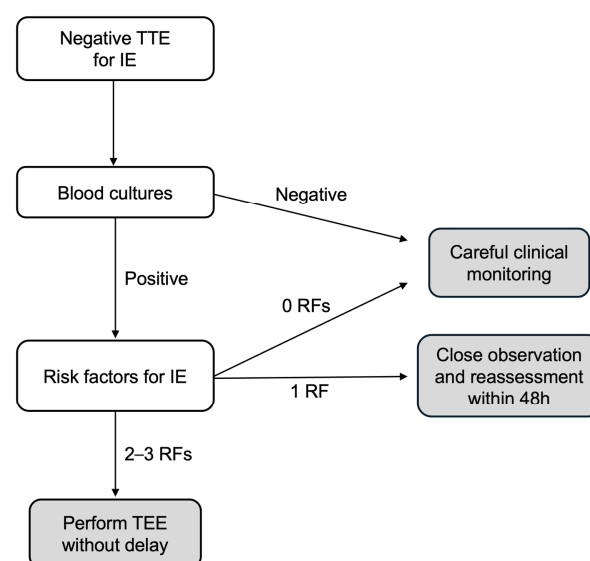 Negative TTE
for IE
Blood cultures
Negative
Careful clinical
monitoring
Positive
0 RFs
Risk factors for IE
1 RF
Close observation
and reassessment
within 48h
2–3 RFs
Perform TEE
without delay